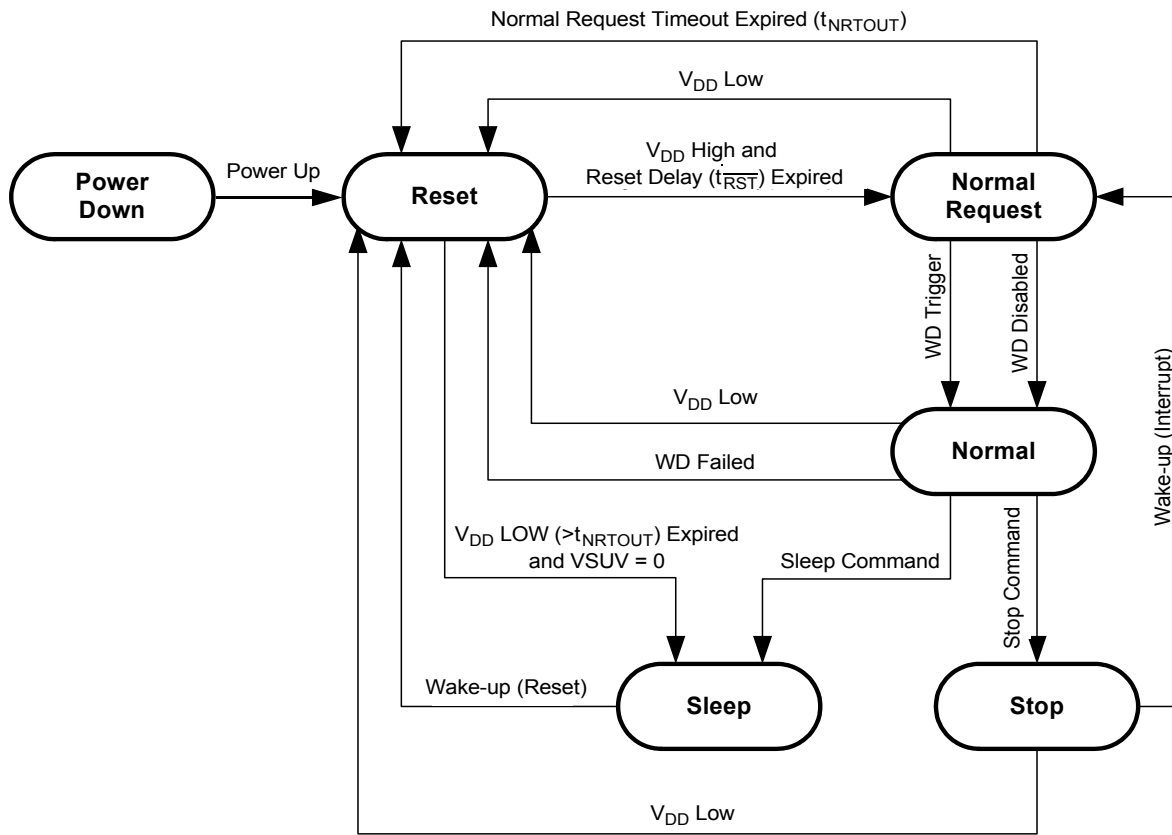 Normal Request Timeout Expired (tNRTOUT)
VDD Low
Power Down
Power Up
Reset
VDD High and
Reset Delay (tRST) Expired
Normal
Request
WD Trigger
WD Disabled
Wake-up (Interrupt)
VDD Low
WD Failed
Normal
VDD LOW (>tNRTOUT) Expired
and VSUV = 0
Sleep Command
Stop Command
Wake-up (Reset)
Sleep
Stop
VDD Low